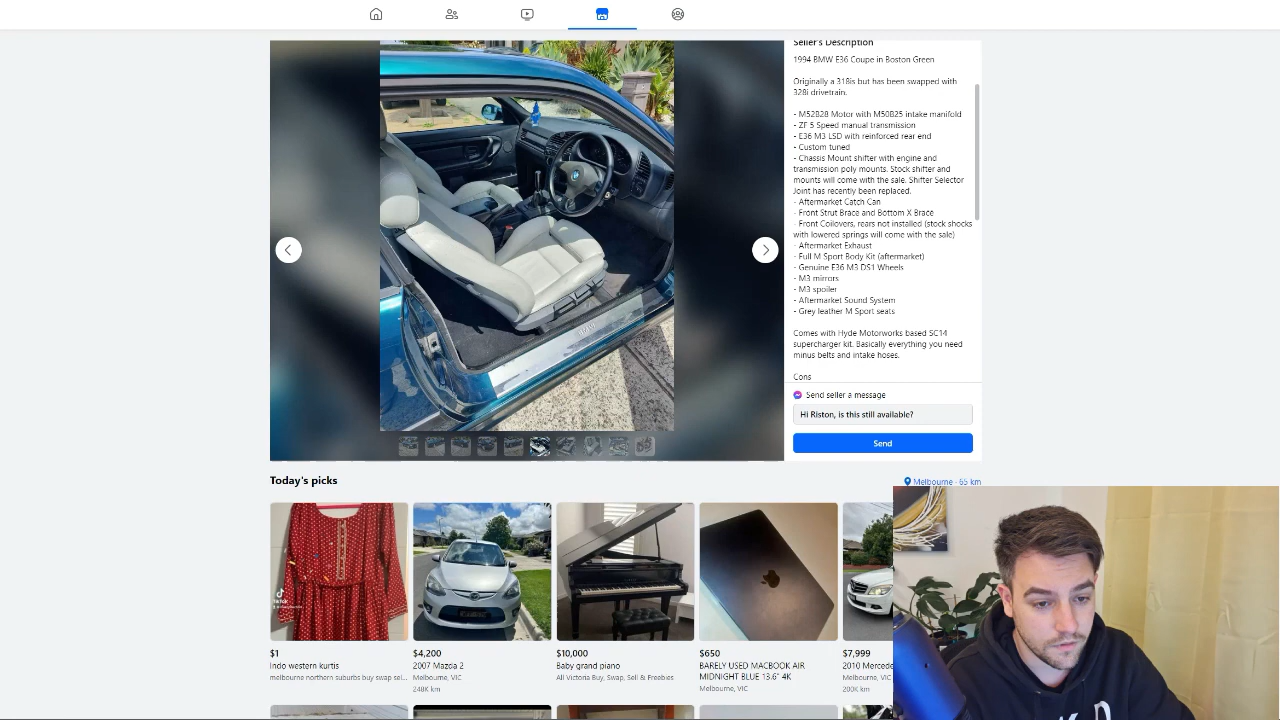 Seller's Description
1994 BMW E36 Coupe in Boston Green
Originally a 318is but has been swapped with
328i drivetrain.
- M52B28 Motor with M50B25 intake manifold
- ZF 5 Speed manual transmission
- E36 M3 LSD with reinforced rear end
- Custom tuned
- Chassis Mount shifter with engine and
transmission poly mounts. Stock shifter and
mounts will come with the sale. Shifter Selector
Joint has recently been replaced.
- Aftermarket Catch Can
- Front Strut Brace and Bottom X Brace
- Front Coilovers, rears not installed (stock shocks
with lowered springs will come with the sale)
- Aftermarket Exhaust
- Full M Sport Body Kit (aftermarket)
- Genuine E36 M3 DS1 Wheels
- M3 mirrors
- M3 spoiler
- Aftermarket Sound System
- Grey leather M Sport seats
Comes with Hyde Motorworks based SC14
supercharger kit. Basically everything you need
minus belts and intake hoses.
Cons
Send seller a message
Hi Riston, is this still available?
Send
Today's picks
Melbourne · 65 km
TikTok
$1
Indo western kurtis
melbourne northern suburbs buy swap sel...
$4,200
2007 Mazda 2
Melbourne, VIC
248K km
$10,000
Baby grand piano
All Victoria Buy, Swap, Sell & Freebies
$650
BARELY USED MACBOOK AIR
MIDNIGHT BLUE 13.6" 4K
Melbourne, VIC
$7,999
2010 Mercede
Melbourne, VIC
200K km